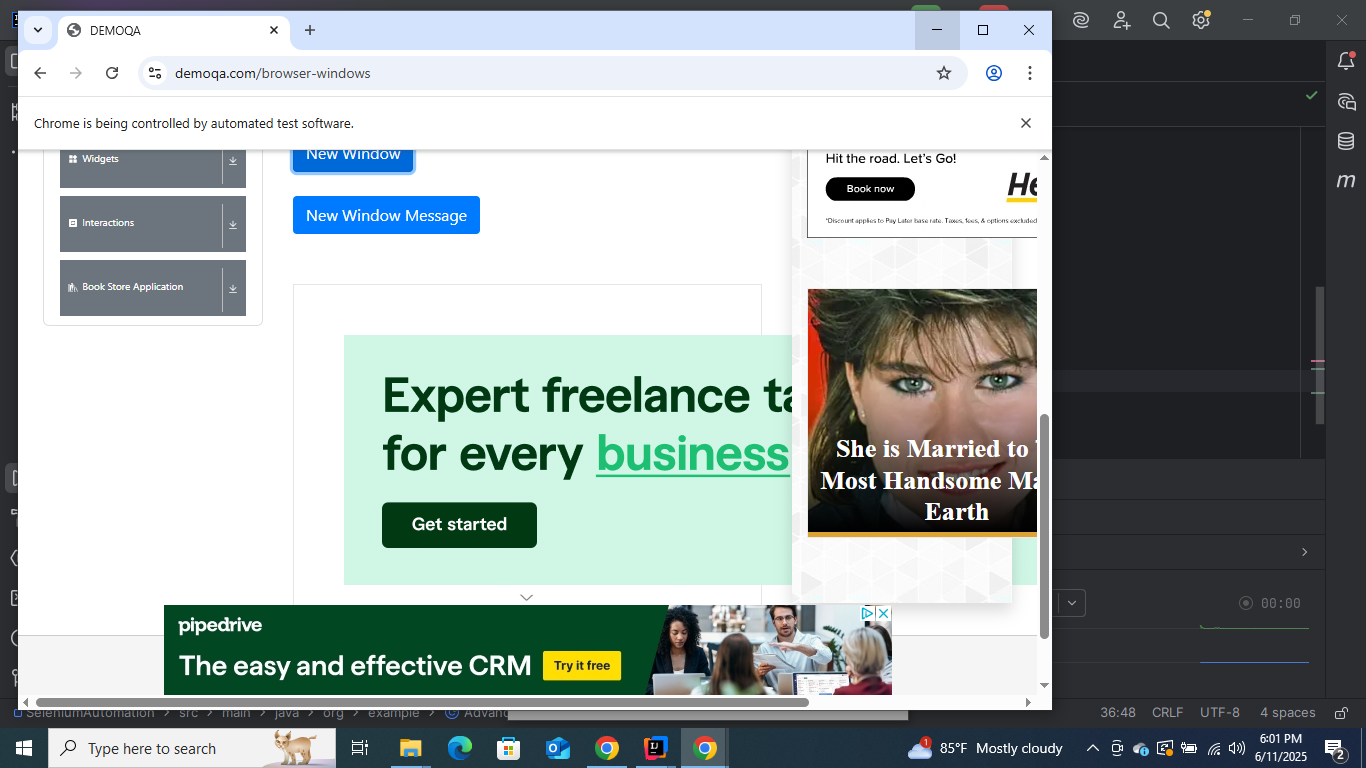 DEMOQA
demoqa.com/browser-windows
Chrome is being controlled by automated test software.
Widgets
Interactions
Book Store Application
New Window
New Window Message
Hit the road. Let's Go!
Book now
He
*Discount applies to Pay Later base rate. Taxes, fees, & options excluded
Expert freelance ta
for every business
Get started
She is Married to
Most Handsome Ma
Earth
pipedrive
The easy and effective CRM
Try it free
00:00
SeleniumAutomation > src > main > java > org > example > Advanc
36:48 CRLF UTF-8 4 spaces
Type here to search
85°F Mostly cloudy
6:01 PM
6/11/2025
1
2
m